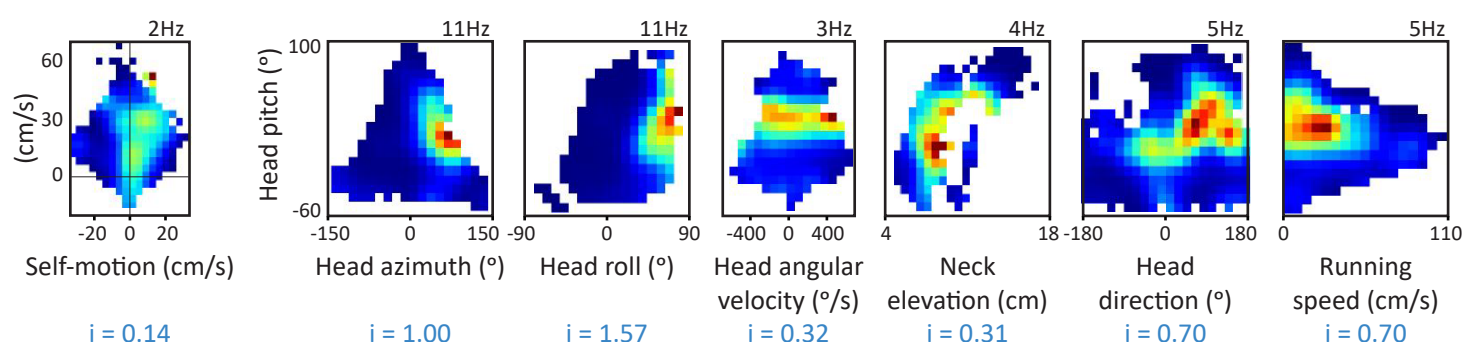 2Hz 11Hz 11Hz 3Hz 4Hz 5Hz 5Hz
(cm/s)
60
30
0
-20 0 20
Head pitch (°)
100
-60
-150 0 150
-90 0 90
-400 0 400
4 18
-180 0 180
0 110
Self-motion (cm/s)
Head azimuth (°)
Head roll (°)
Head angular
velocity (°/s)
Neck
elevation (cm)
Head
direction (°)
Running
speed (cm/s)
i = 0.14 i = 1.00 i = 1.57 i = 0.32 i = 0.31 i = 0.70 i = 0.70